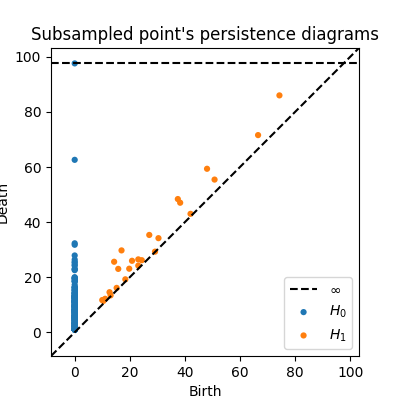 Subsampled point's persistence diagrams
100
80
60
40
20
0
Death
0 20 40 60 80 100
Birth
∞
H₀
H₁